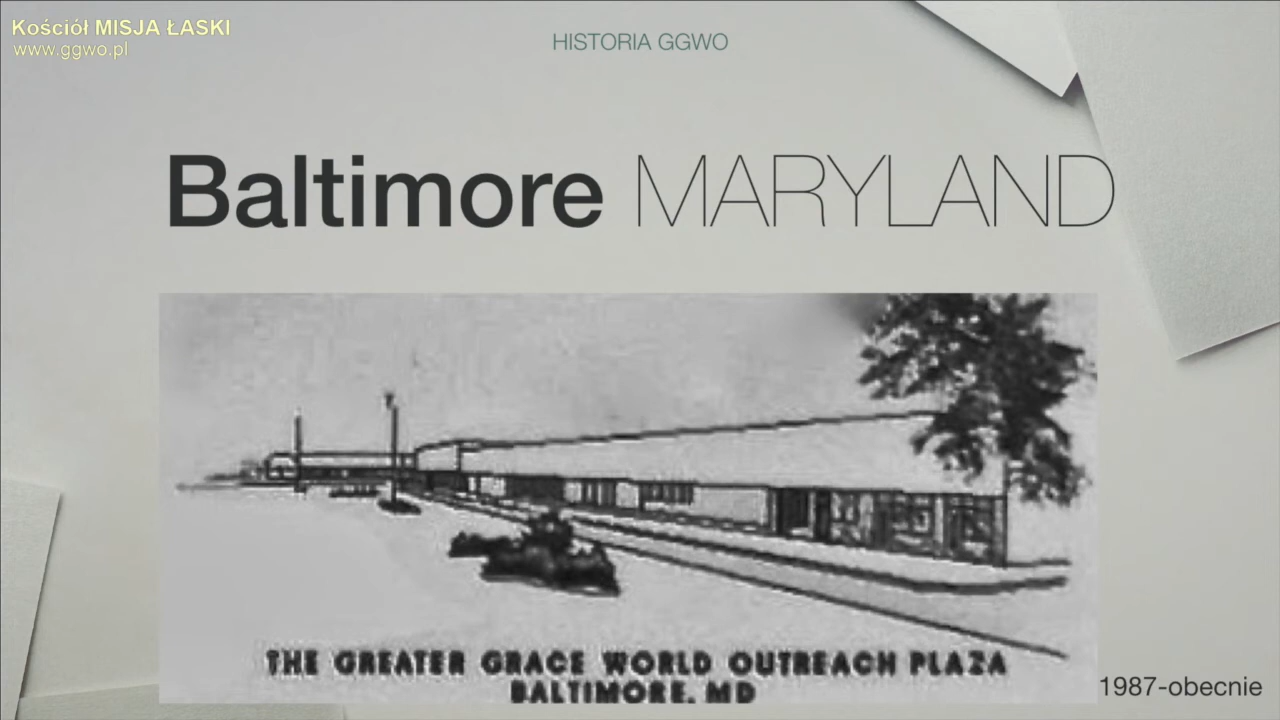 Kościół MISJA ŁASKI
www.ggwo.pl
HISTORIA GGWO
Baltimore MARYLAND
THE GREATER GRACE WORLD OUTREACH PLAZA
BALTIMORE, MD
1987-obecnie